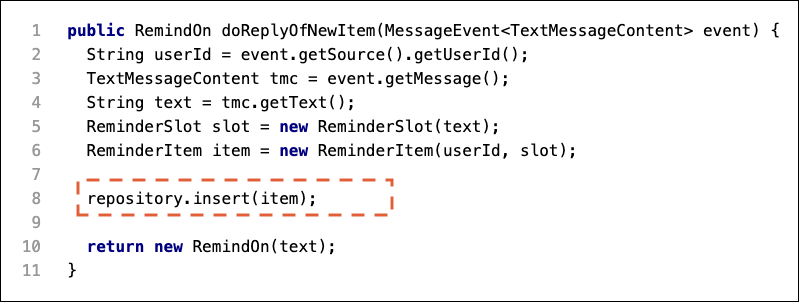 1 public RemindOn doReplyOfNewItem(MessageEvent<TextMessageContent> event) {
2 String userId = event.getSource().getUserId();
3 TextMessageContent tmc = event.getMessage();
4 String text = tmc.getText();
5 ReminderSlot slot = new ReminderSlot(text);
6 ReminderItem item = new ReminderItem(userId, slot);
7
8 repository.insert(item);
9
10 return new RemindOn(text);
11 }